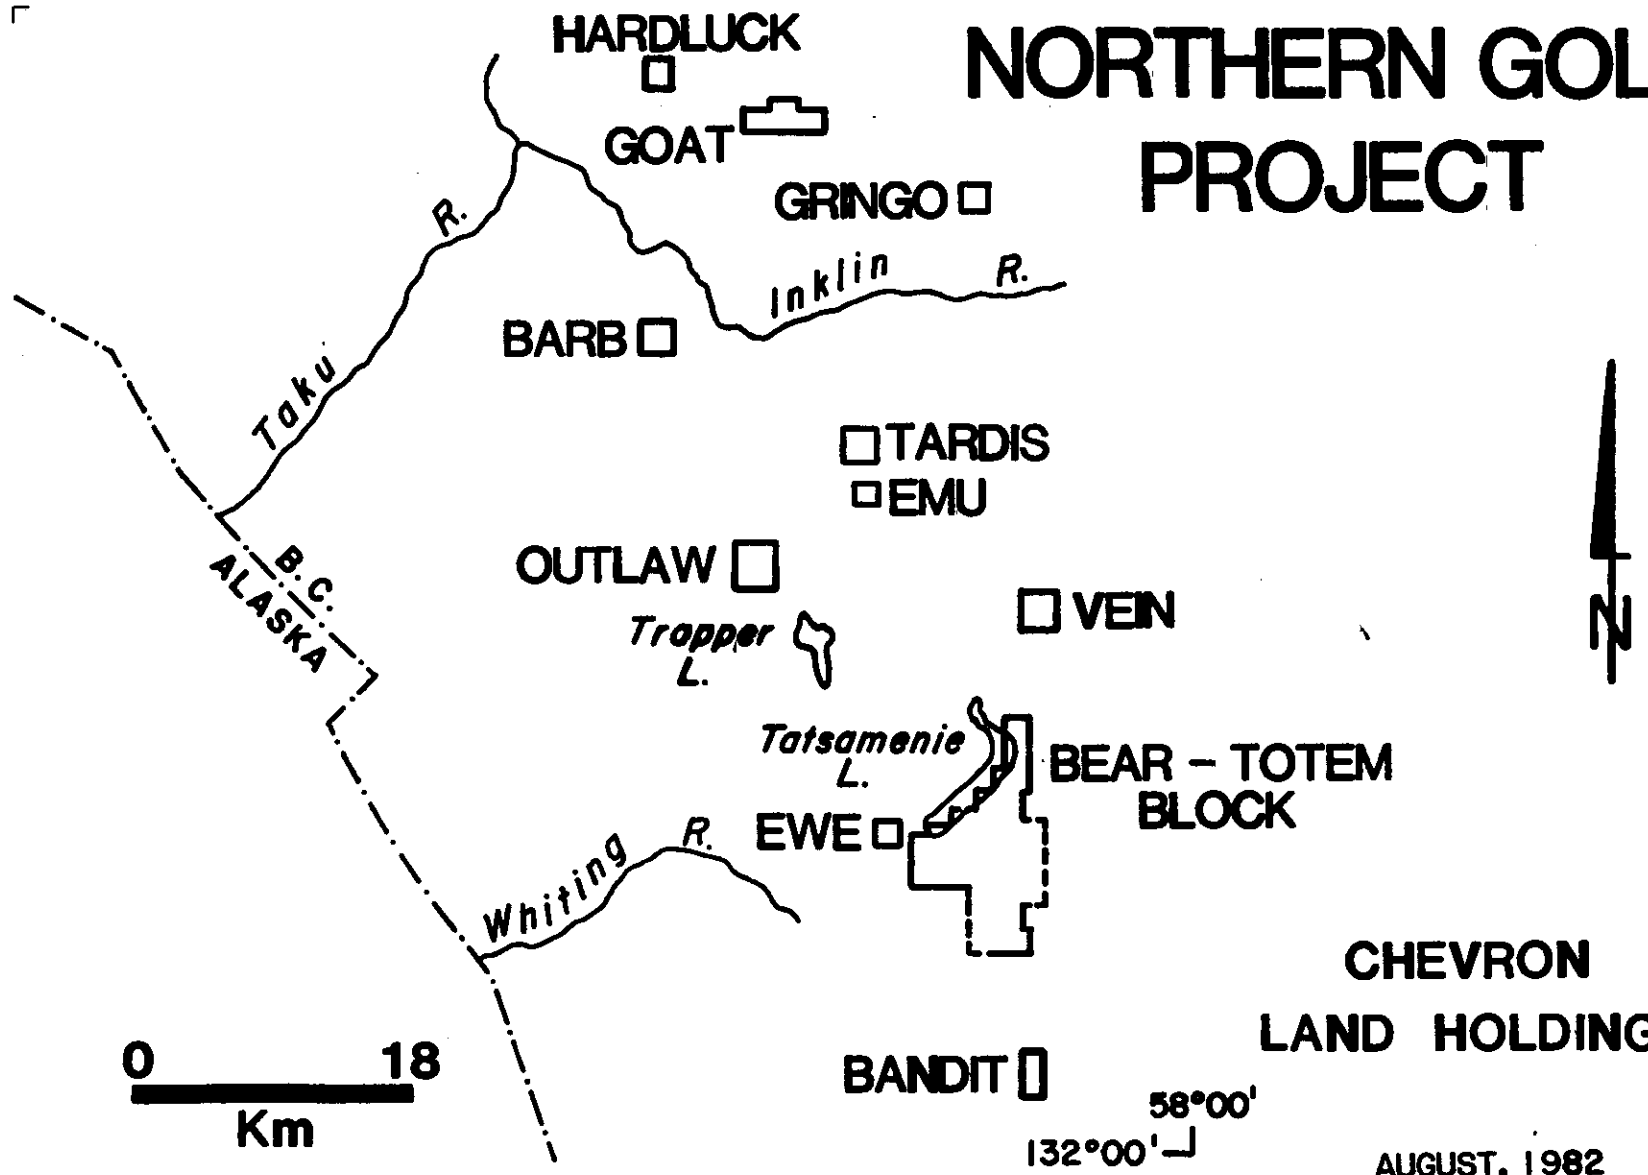 HARDLUCK
NORTHERN GOL
PROJECT
GOAT
GRINGO
Taku R.
Inklin R.
BARB
TARDIS
EMU
B.C.
ALASKA
OUTLAW
VEIN
Trapper
L.
N
Tatsamenie
L.
BEAR - TOTEM
BLOCK
EWE
Whiting R.
CHEVRON
LAND HOLDING
0 18
Km
BANDIT
58°00'
132°00'
AUGUST, 1982